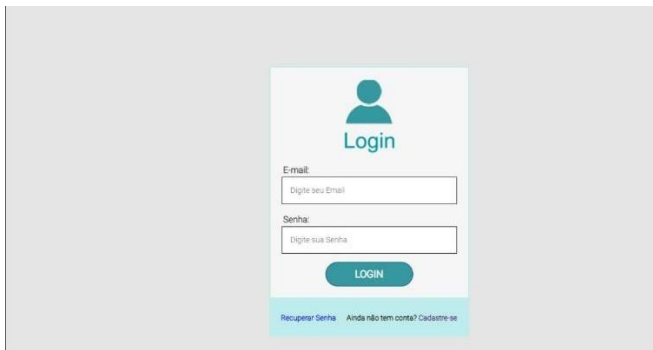 Login
E-mail:
Digite seu Email
Senha:
Digite sua Senha
LOGIN
Recuperar Senha Ainda não tem conta? Cadastre-se